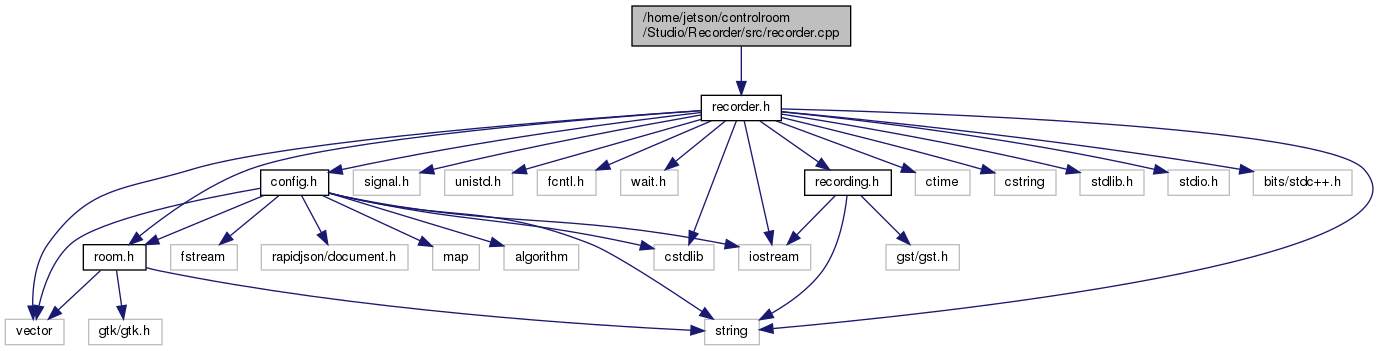 /home/jetson/controlroom
/Studio/Recorder/src/recorder.cpp
recorder.h
config.h
signal.h
unistd.h
fcntl.h
wait.h
recording.h
ctime
cstring
stdlib.h
stdio.h
bits/stdc++.h
room.h
fstream
rapidjson/document.h
map
algorithm
cstdlib
iostream
gst/gst.h
vector
gtk/gtk.h
string